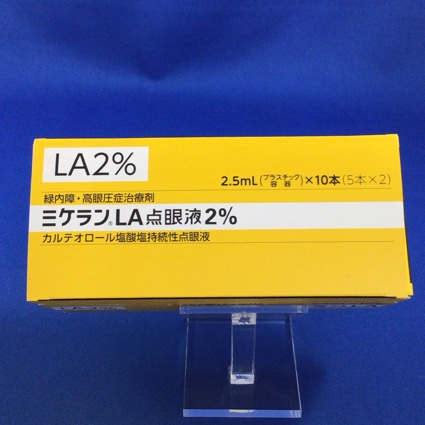 LA2%
2.5mL(プラスチック容器)×10本(5本×2)
緑内障・高眼圧症治療剤
ミケラン®LA点眼液2%
カルテオロール塩酸塩持続性点眼液